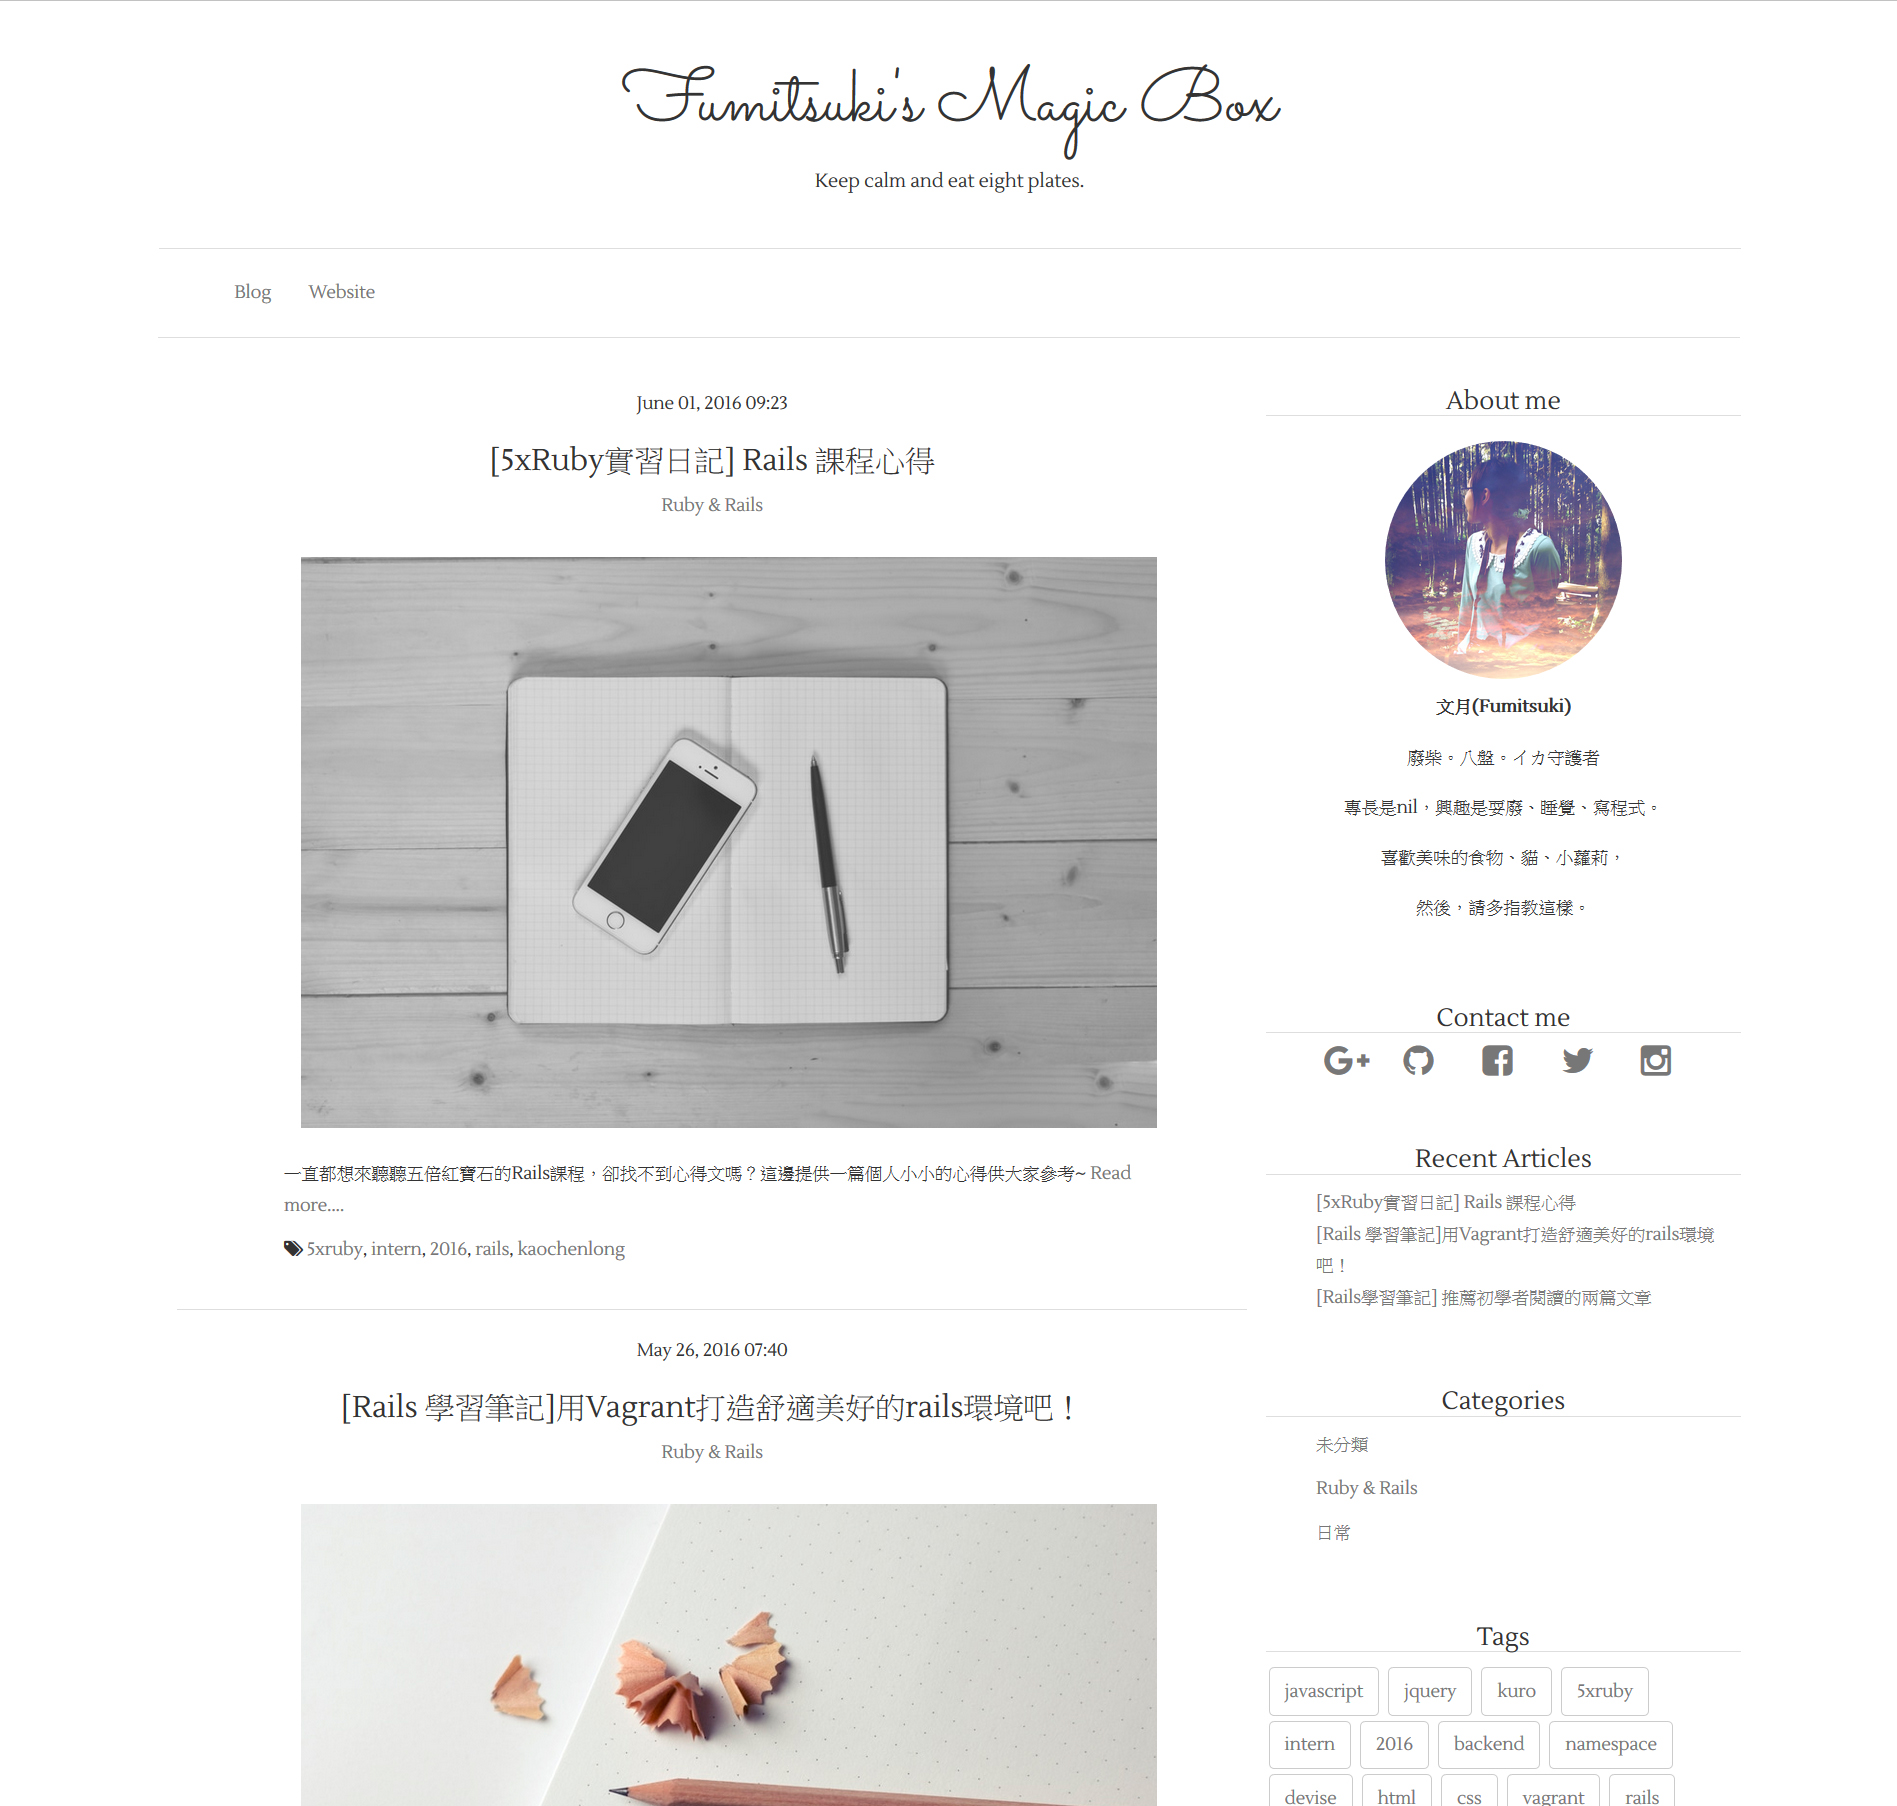 Fumitsuki's Magic Box
Keep calm and eat eight plates.
Blog
Website
June 01, 2016 09:23
[5xRuby實習日記] Rails 課程心得
Ruby & Rails
一直都想來聽聽五倍紅寶石的Rails課程，卻找不到心得文嗎？這邊提供一篇個人小小的心得供大家參考~ Read
more....
5xruby, intern, 2016, rails, kaochenlong
May 26, 2016 07:40
[Rails 學習筆記]用Vagrant打造舒適美好的rails環境吧！
Ruby & Rails
About me
文月(Fumitsuki)
廢柴。八盤。イカ守護者
專長是nil，興趣是耍廢、睡覺、寫程式。
喜歡美味的食物、貓、小蘿莉，
然後，請多指教這樣。
Contact me
Recent Articles
[5xRuby實習日記] Rails 課程心得
[Rails 學習筆記]用Vagrant打造舒適美好的rails環境
吧！
[Rails學習筆記] 推薦初學者閱讀的兩篇文章
Categories
未分類
Ruby & Rails
日常
Tags
javascript jquery kuro 5xruby
intern 2016 backend namespace
devise html css vagrant rails